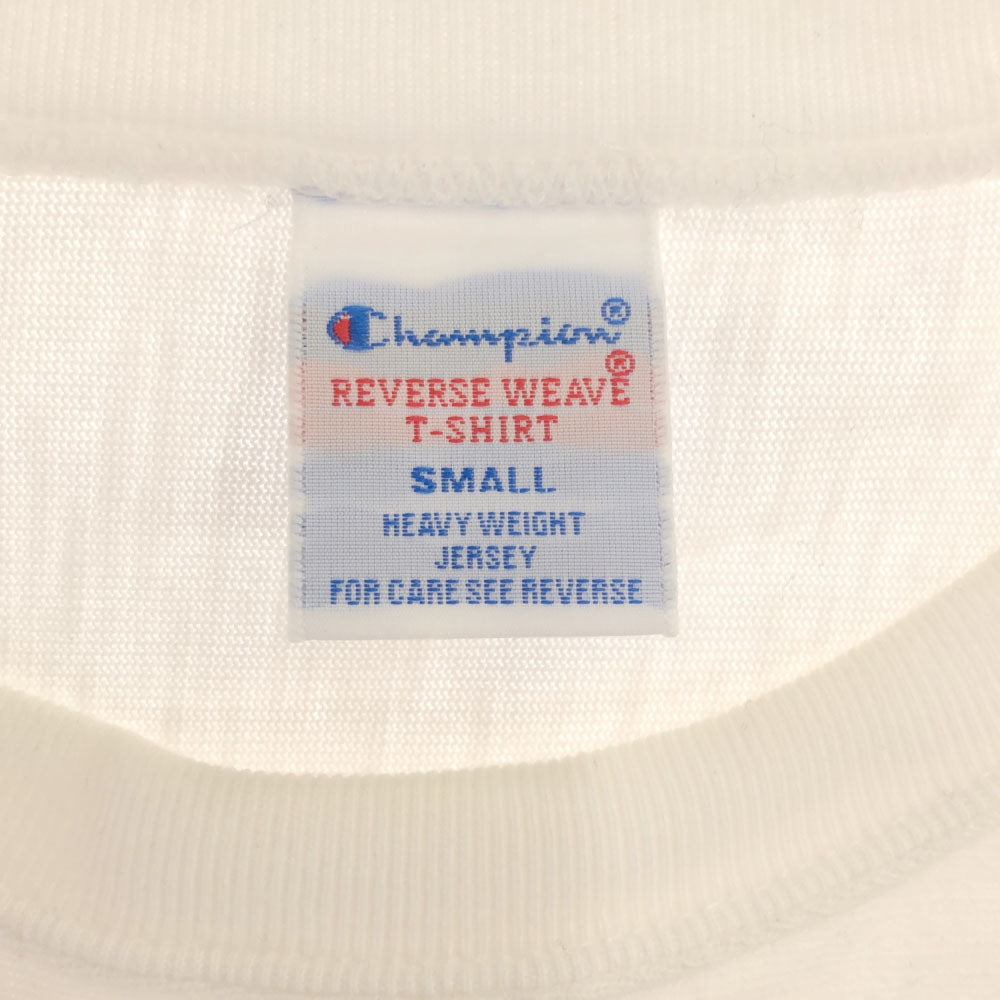 Champion®
REVERSE WEAVE®
T-SHIRT
SMALL
HEAVY WEIGHT
JERSEY
FOR CARE SEE REVERSE